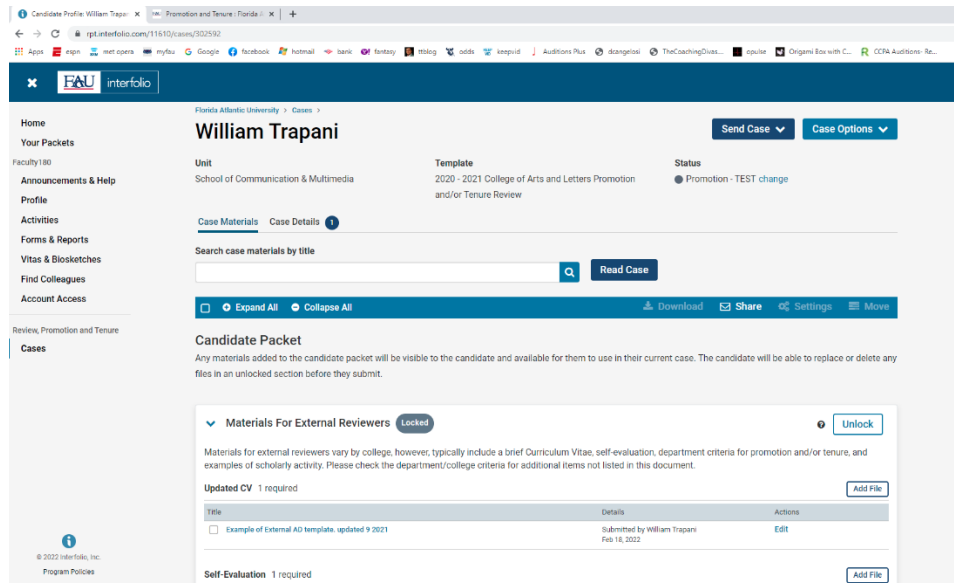 Candidate Profile: William Trapan
Promotion and Tenure : Florida A
rpt.interfolio.com/11610/cases/302592
Apps espn met opera myfau Google facebook hotmail bank fantasy ttblog odds keepvid Auditions Plus dcangelosi TheCoachingDivas... opulse Origami Box with C... CCPA Auditions- Re...
FAU interfolio
Florida Atlantic University > Cases >
William Trapani
Send Case
Case Options
Unit
School of Communication & Multimedia
Template
2020 - 2021 College of Arts and Letters Promotion
and/or Tenure Review
Status
Promotion - TEST change
Home
Your Packets
Faculty180
Announcements & Help
Profile
Activities
Forms & Reports
Vitas & Biosketches
Find Colleagues
Account Access
Review, Promotion and Tenure
Cases
© 2022 Interfolio, Inc.
Program Policies
Case Materials Case Details 1
Search case materials by title
Read Case
Expand All Collapse All Download Share Settings Move
Candidate Packet
Any materials added to the candidate packet will be visible to the candidate and available for them to use in their current case. The candidate will be able to replace or delete any
files in an unlocked section before they submit.
Materials For External Reviewers Locked
Unlock
Materials for external reviewers vary by college, however, typically include a brief Curriculum Vitae, self-evaluation, department criteria for promotion and/or tenure, and
examples of scholarly activity. Please check the department/college criteria for additional items not listed in this document.
Updated CV 1 required
Add File
Title Details Actions
Example of External AO template. updated 9 2021
Submitted by William Trapani
Feb 18, 2022
Edit
Self-Evaluation 1 required
Add File